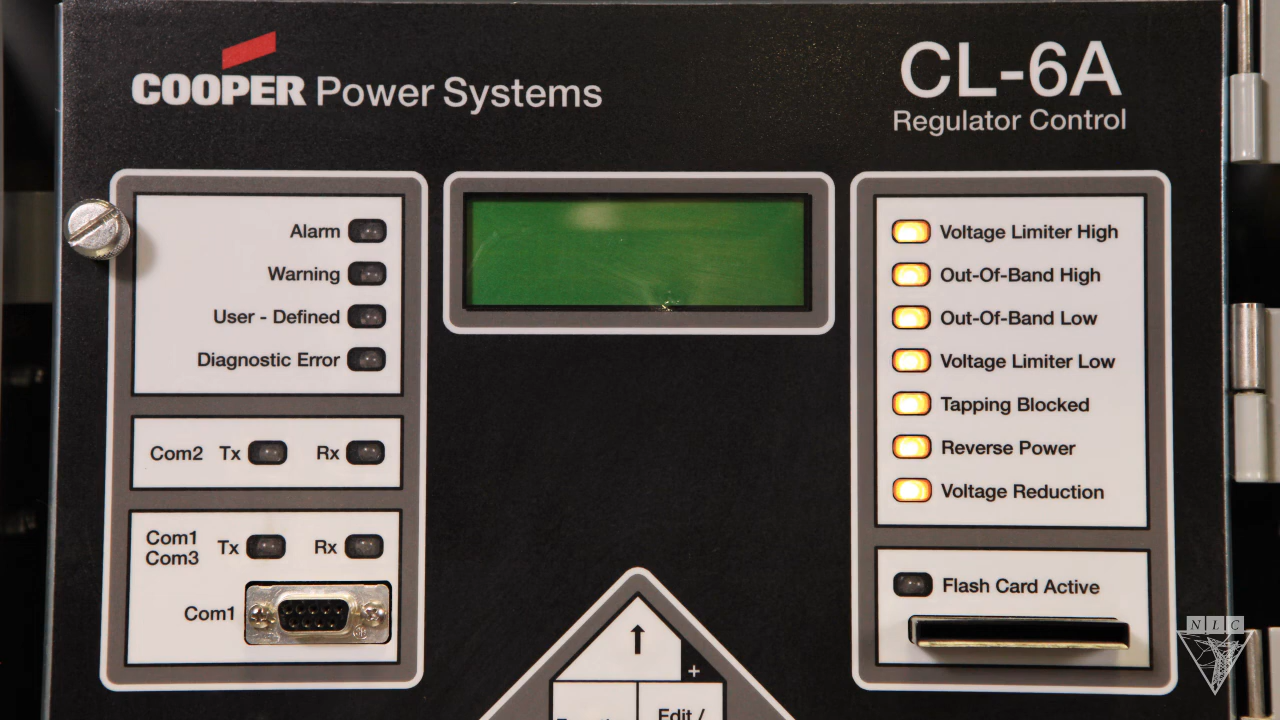 COOPER Power Systems
CL-6A
Regulator Control
Alarm
Warning
User - Defined
Diagnostic Error
Com2 Tx Rx
Com1
Com3
Tx Rx
Com1
Voltage Limiter High
Out-Of-Band High
Out-Of-Band Low
Voltage Limiter Low
Tapping Blocked
Reverse Power
Voltage Reduction
Flash Card Active
↑
+
Edit /
NLC